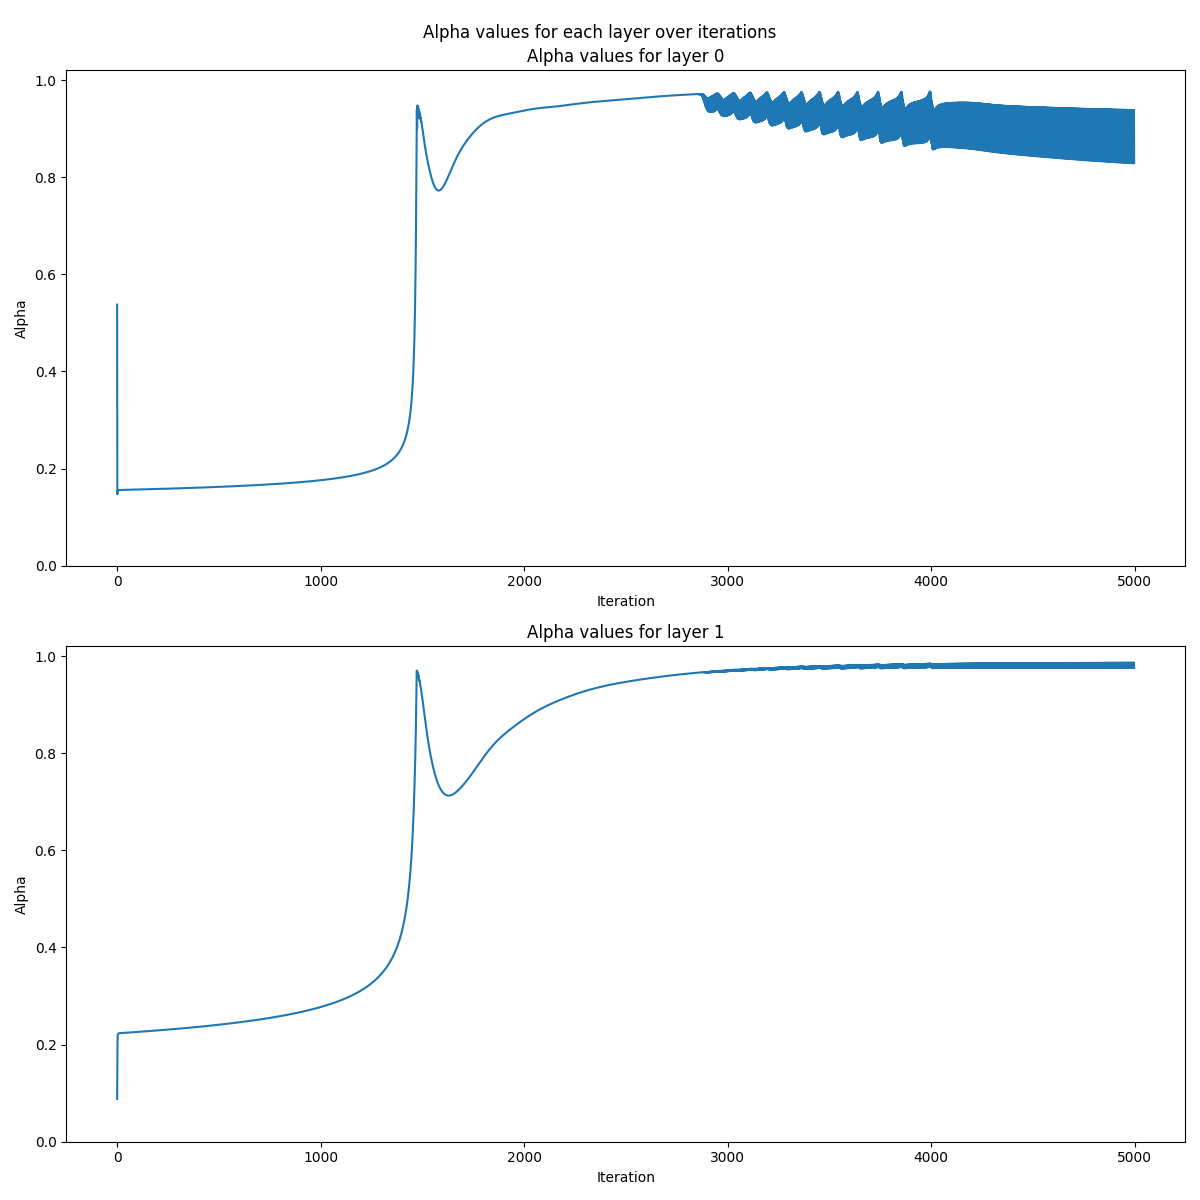 Alpha values for each layer over iterations
Alpha values for layer 0
1.0
0.8
0.6
0.4
0.2
0.0
Alpha
0 1000 2000 3000 4000 5000
Iteration
Alpha values for layer 1
1.0
0.8
0.6
0.4
0.2
0.0
Alpha
0 1000 2000 3000 4000 5000
Iteration